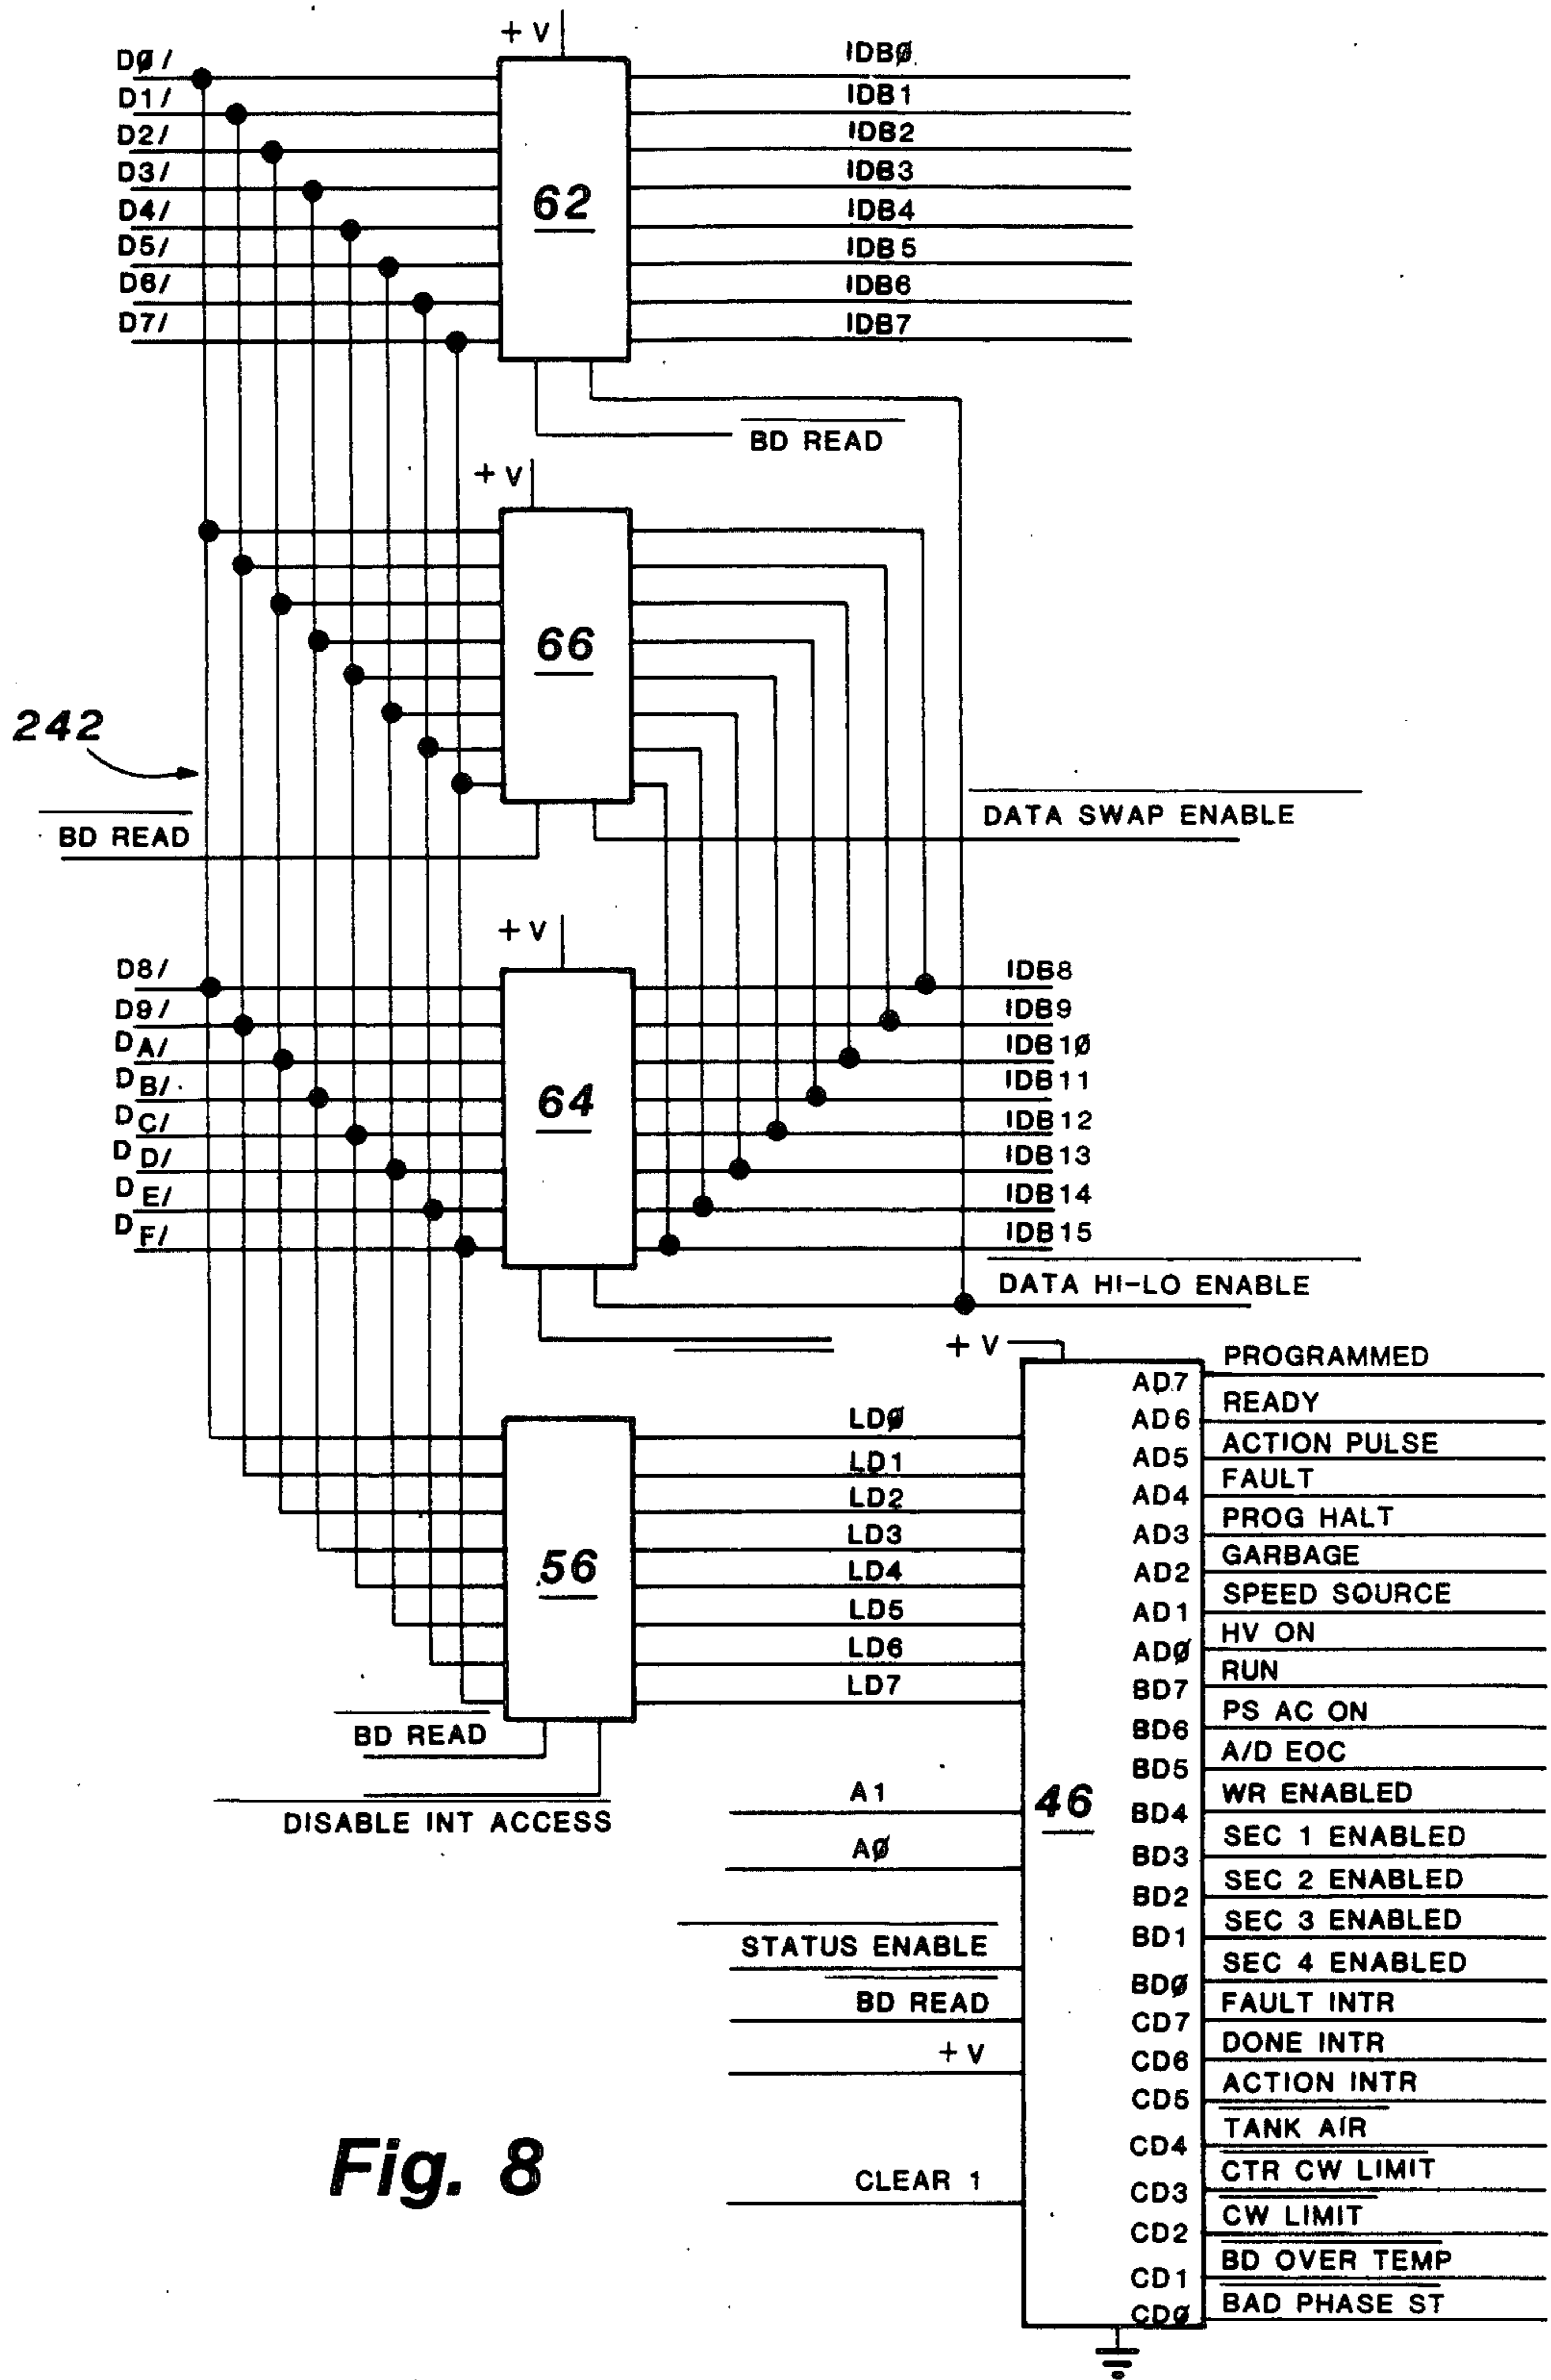 + V
DØ/ IDBØ
D1/ IDB1
D2/ IDB2
D3/ IDB3
D4/ IDB4
D5/ IDB5
D6/ IDB6
D7/ IDB7
62
BD READ
+ V
66
242
BD READ
DATA SWAP ENABLE
+ V
D8/ IDB8
D9/ IDB9
DA/ IDB10
DB/ IDB11
DC/ IDB12
DD/ IDB13
DE/ IDB14
DF/ IDB15
64
DATA HI-LO ENABLE
+ V
LDØ
LD1
LD2
LD3
LD4
LD5
LD6
LD7
56
BD READ
DISABLE INT ACCESS
A1
AØ
STATUS ENABLE
BD READ
+ V
CLEAR 1
46
AD7 PROGRAMMED
AD6 READY
AD5 ACTION PULSE
AD4 FAULT
AD3 PROG HALT
AD2 GARBAGE
AD1 SPEED SOURCE
ADØ HV ON
BD7 RUN
BD6 PS AC ON
BD5 A/D EOC
BD4 WR ENABLED
BD3 SEC 1 ENABLED
BD2 SEC 2 ENABLED
BD1 SEC 3 ENABLED
BDØ SEC 4 ENABLED
CD7 FAULT INTR
CD6 DONE INTR
CD5 ACTION INTR
CD4 TANK AIR
CD3 CTR CW LIMIT
CD2 CW LIMIT
CD1 BD OVER TEMP
CDØ BAD PHASE ST
Fig. 8